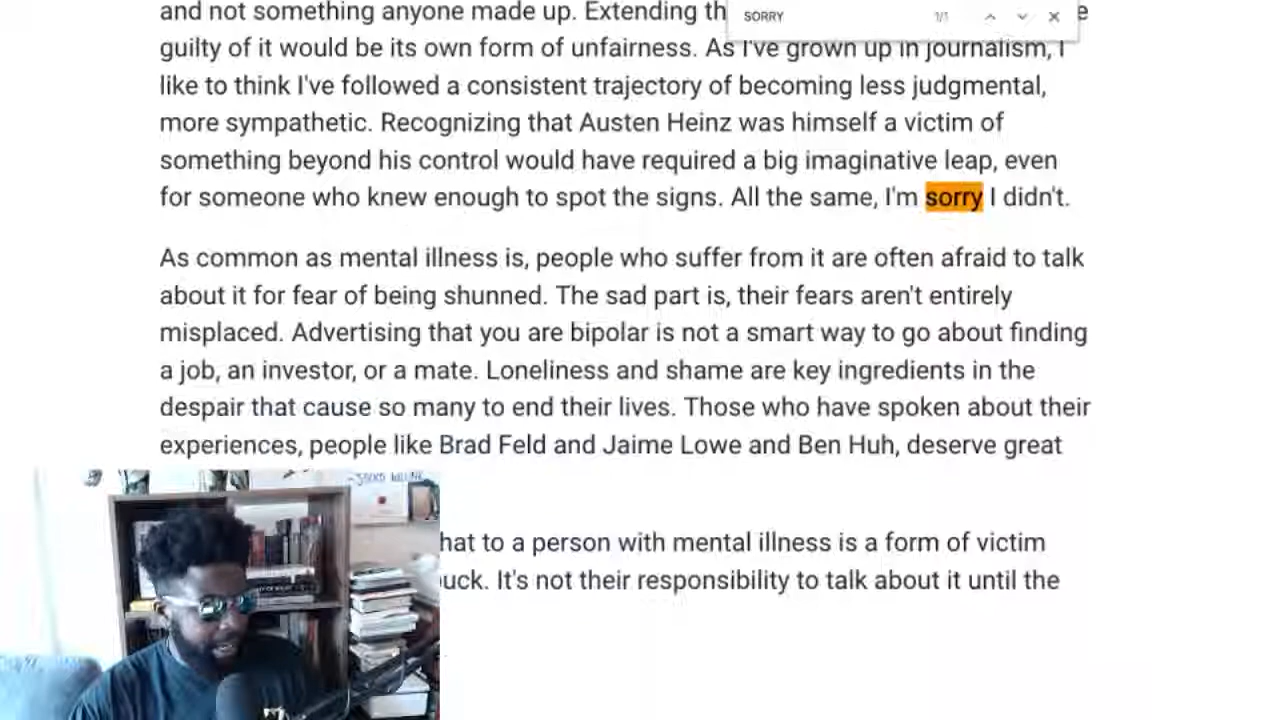 and not something anyone made up. Extending th
SORRY 1/1
e
guilty of it would be its own form of unfairness. As I've grown up in journalism, I
like to think I've followed a consistent trajectory of becoming less judgmental,
more sympathetic. Recognizing that Austen Heinz was himself a victim of
something beyond his control would have required a big imaginative leap, even
for someone who knew enough to spot the signs. All the same, I'm sorry I didn't.
As common as mental illness is, people who suffer from it are often afraid to talk
about it for fear of being shunned. The sad part is, their fears aren't entirely
misplaced. Advertising that you are bipolar is not a smart way to go about finding
a job, an investor, or a mate. Loneliness and shame are key ingredients in the
despair that cause so many to end their lives. Those who have spoken about their
experiences, people like Brad Feld and Jaime Lowe and Ben Huh, deserve great
hat to a person with mental illness is a form of victim
uck. It's not their responsibility to talk about it until the